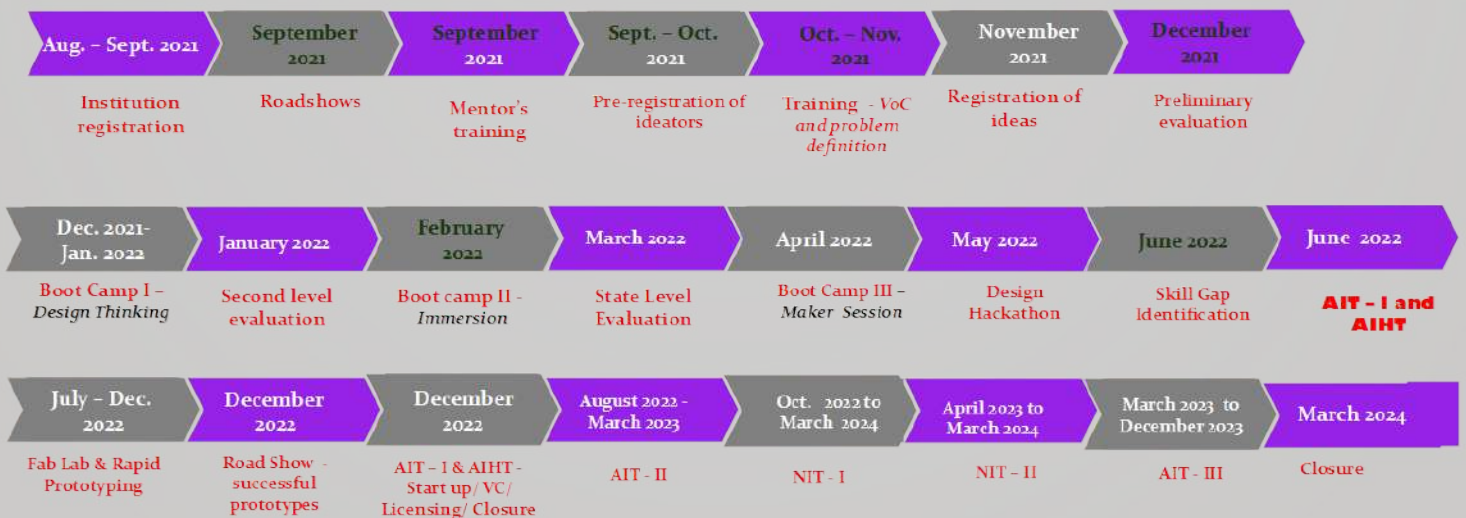 Aug. – Sept. 2021
September
2021
September
2021
Sept. – Oct.
2021
Oct. – Nov.
2021
November
2021
December
2021
Institution
registration
Roadshows
Mentor's
training
Pre-registration of
ideators
Training - VoC
and problem
definition
Registration of
ideas
Preliminary
evaluation
Dec. 2021-
Jan. 2022
January 2022
February
2022
March 2022
April 2022
May 2022
June 2022
June 2022
Boot Camp I –
Design Thinking
Second level
evaluation
Boot camp II -
Immersion
State Level
Evaluation
Boot Camp III –
Maker Session
Design
Hackathon
Skill Gap
Identification
AIT – I and
AIHT
July – Dec.
2022
December
2022
December
2022
August 2022 -
March 2023
Oct. 2022 to
March 2024
April 2023 to
March 2024
March 2023 to
December 2023
March 2024
Fab Lab & Rapid
Prototyping
Road Show -
successful
prototypes
AIT – I & AIHT -
Start up/ VC/
Licensing/ Closure
AIT - II
NIT - I
NIT – II
AIT - III
Closure